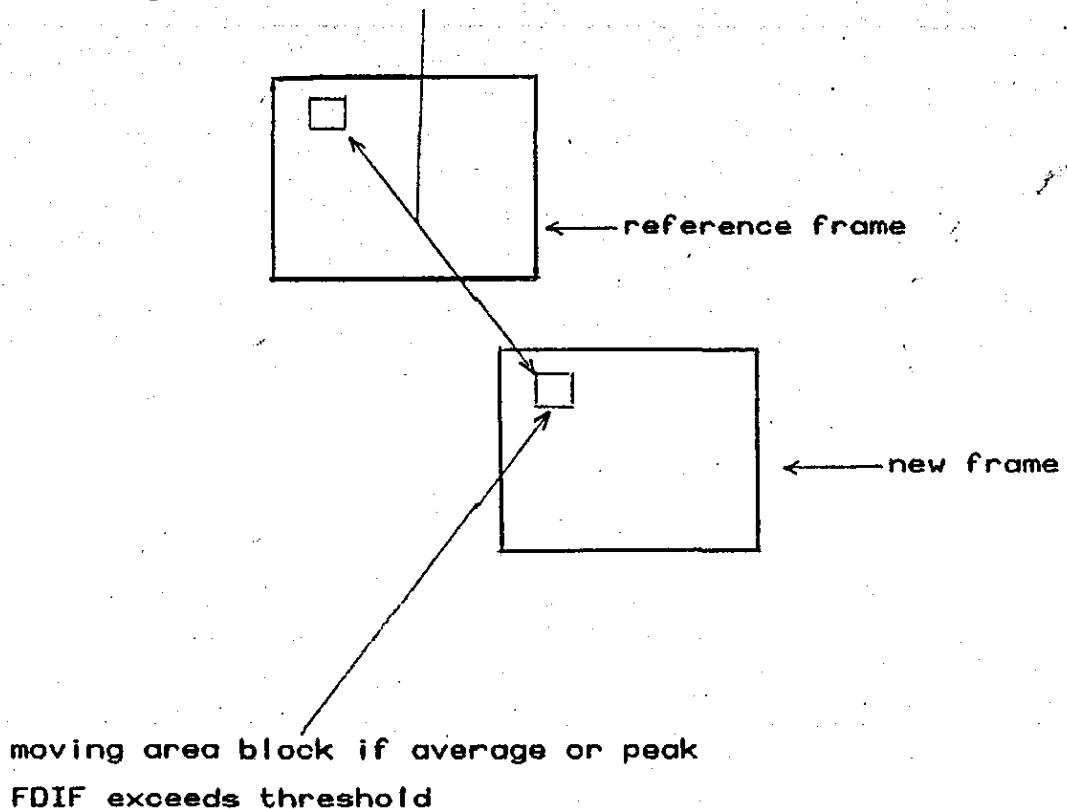 reference frame
new frame
moving area block if average or peak
FDIF exceeds threshold